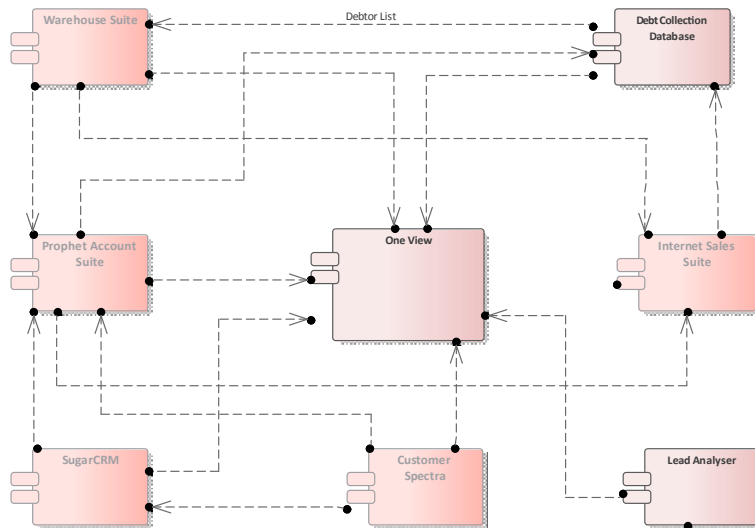 Warehouse Suite
Debtor List
Debt Collection
Database
Prophet Account
Suite
One View
Internet Sales
Suite
SugarCRM
Customer
Spectra
Lead Analyser